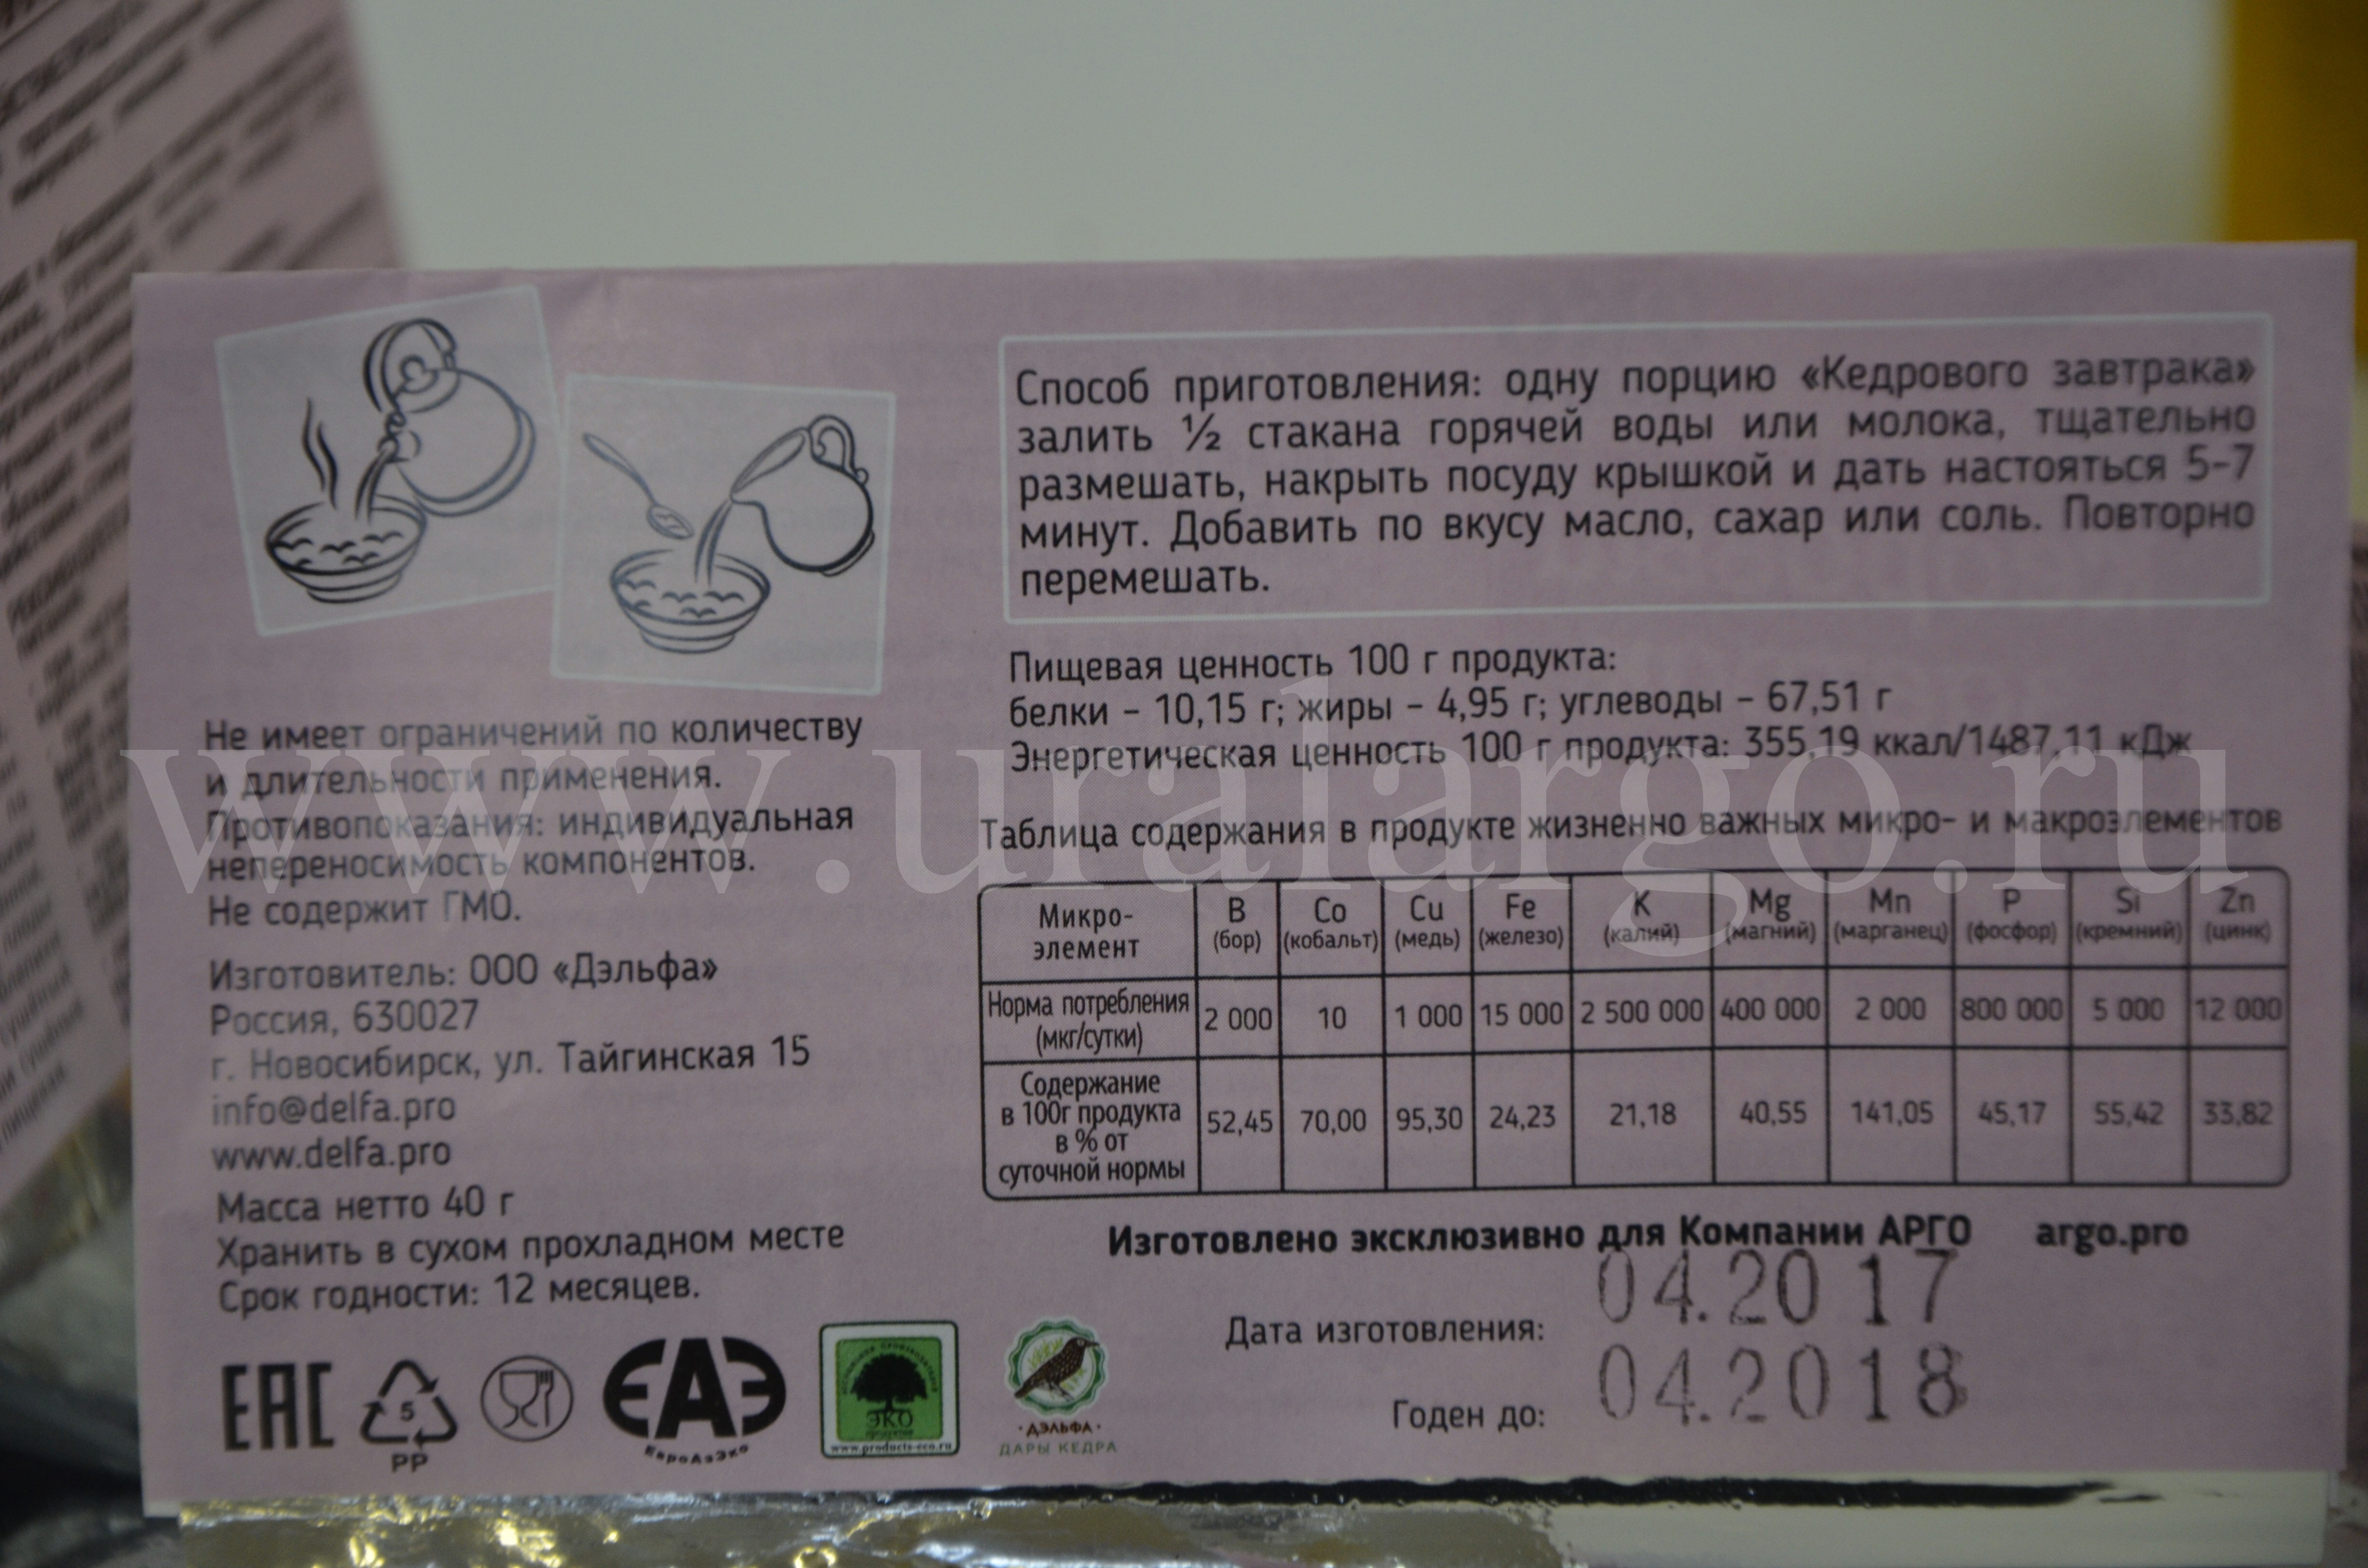 Способ приготовления: одну порцию «Кедрового завтрака»
залить ½ стакана горячей воды или молока, тщательно
размешать, накрыть посуду крышкой и дать настояться 5-7
минут. Добавить по вкусу масло, сахар или соль. Повторно
перемешать.
Пищевая ценность 100 г продукта:
белки – 10,15 г; жиры – 4,95 г; углеводы – 67,51 г
Энергетическая ценность 100 г продукта: 355,19 ккал/1487,11 кДж
Таблица содержания в продукте жизненно важных микро- и макроэлементов
Микро-
элемент
B Co Cu Fe K Mg Mn P Si Zn
(бор) (кобальт) (медь) (железо) (калий) (магний) (марганец) (фосфор) (кремний) (цинк)
Норма потребления
(мкг/сутки)
2 000 10 1 000 15 000 2 500 000 400 000 2 000 800 000 5 000 12 000
Содержание
в 100г продукта
в % от
суточной нормы
52,45 70,00 95,30 24,23 21,18 40,55 141,05 45,17 55,42 33,82
Изготовлено эксклюзивно для Компании АРГО argo.pro
Дата изготовления: 04.2017
Годен до: 04.2018
Не имеет ограничений по количеству
и длительности применения.
Противопоказания: индивидуальная
непереносимость компонентов.
Не содержит ГМО.
Изготовитель: ООО «Дэльфа»
Россия, 630027
г. Новосибирск, ул. Тайгинская 15
info@delfa.pro
www.delfa.pro
Масса нетто 40 г
Хранить в сухом прохладном месте
Срок годности: 12 месяцев.
EAC
5
PP
ЕАЭ
ЕвроАзЭко
ЭКО
www.products-eco.ru
·ДЭЛЬФА·
ДАРЫ КЕДРА
www.uralargo.ru